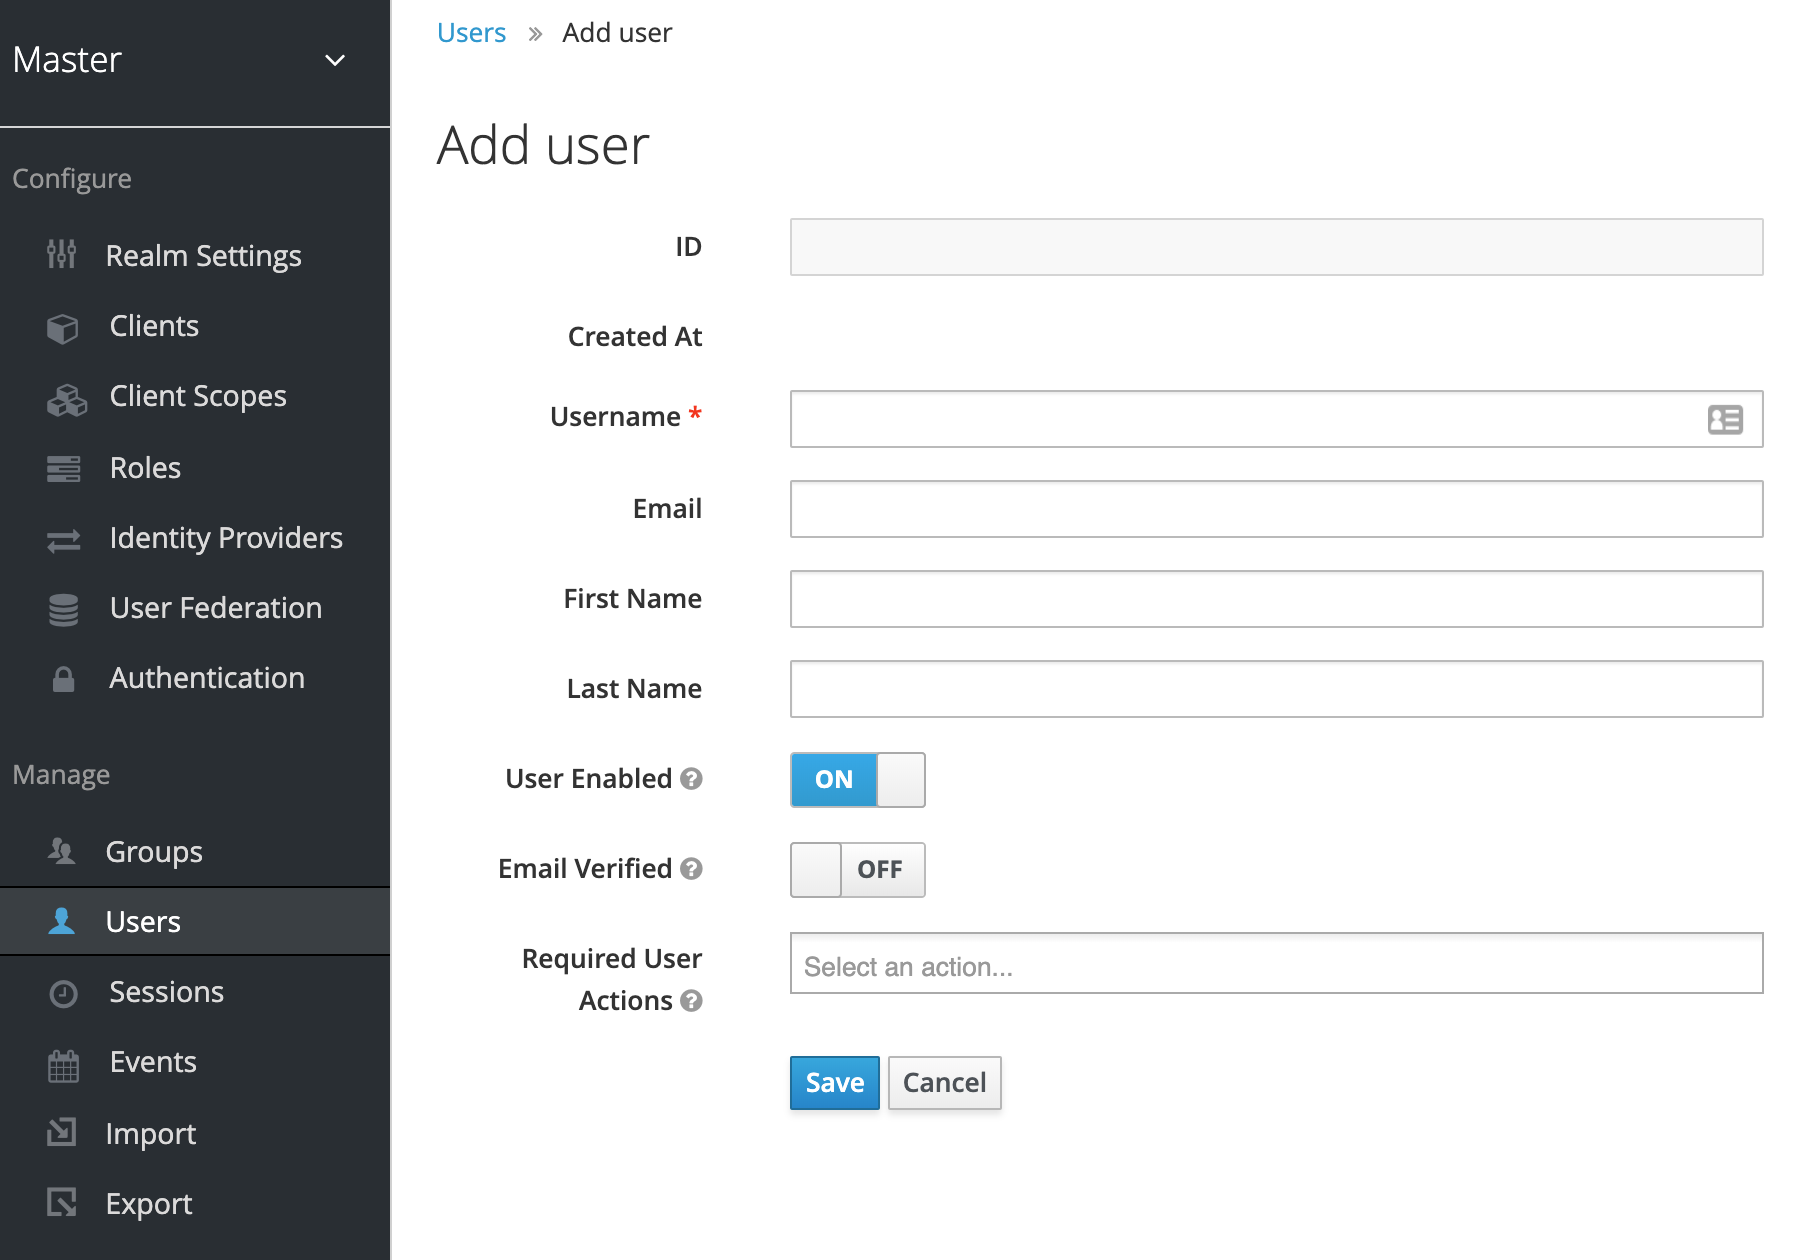 Master
Configure
Realm Settings
Clients
Client Scopes
Roles
Identity Providers
User Federation
Authentication
Manage
Groups
Users
Sessions
Events
Import
Export
Users » Add user
Add user
ID
Created At
Username *
Email
First Name
Last Name
User Enabled ?
ON
Email Verified ?
OFF
Required User
Actions ?
Select an action...
Save Cancel